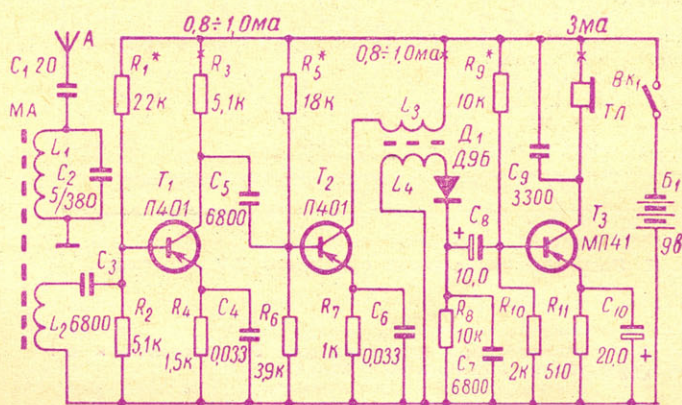 0,8÷1,0ма
3ма
A
C1 20
R1*
22к
R3
5,1к
R5*
18к
0,8÷1,0ма
R9*
10к
Вк1
ТЛ
МА
L1
C2
5/380
L3
Д1
Д9б
L4
C9
3300
T1
П401
C5
6800
T2
П401
C8
+
10,0
T3
МП41
Б1
9в
C3
6800
L2
R2
5,1к
R4
1,5к
C4
0,033
R6
3,9к
R7
1к
C6
0,033
R8
10к
C7
6800
R10
2к
R11
510
C10
20,0
+